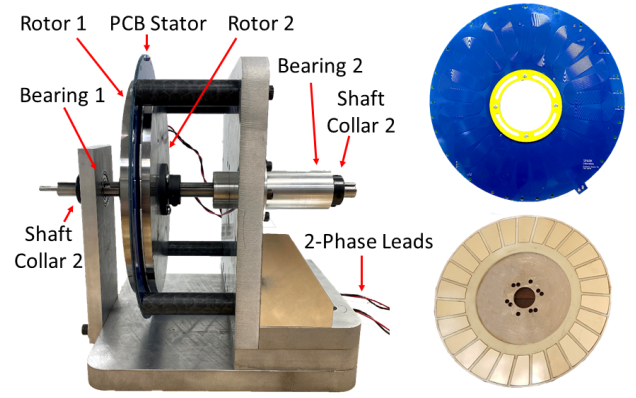 Rotor 1
PCB Stator
Rotor 2
Bearing 1
Bearing 2
Shaft
Collar 2
Shaft
Collar 2
2-Phase Leads